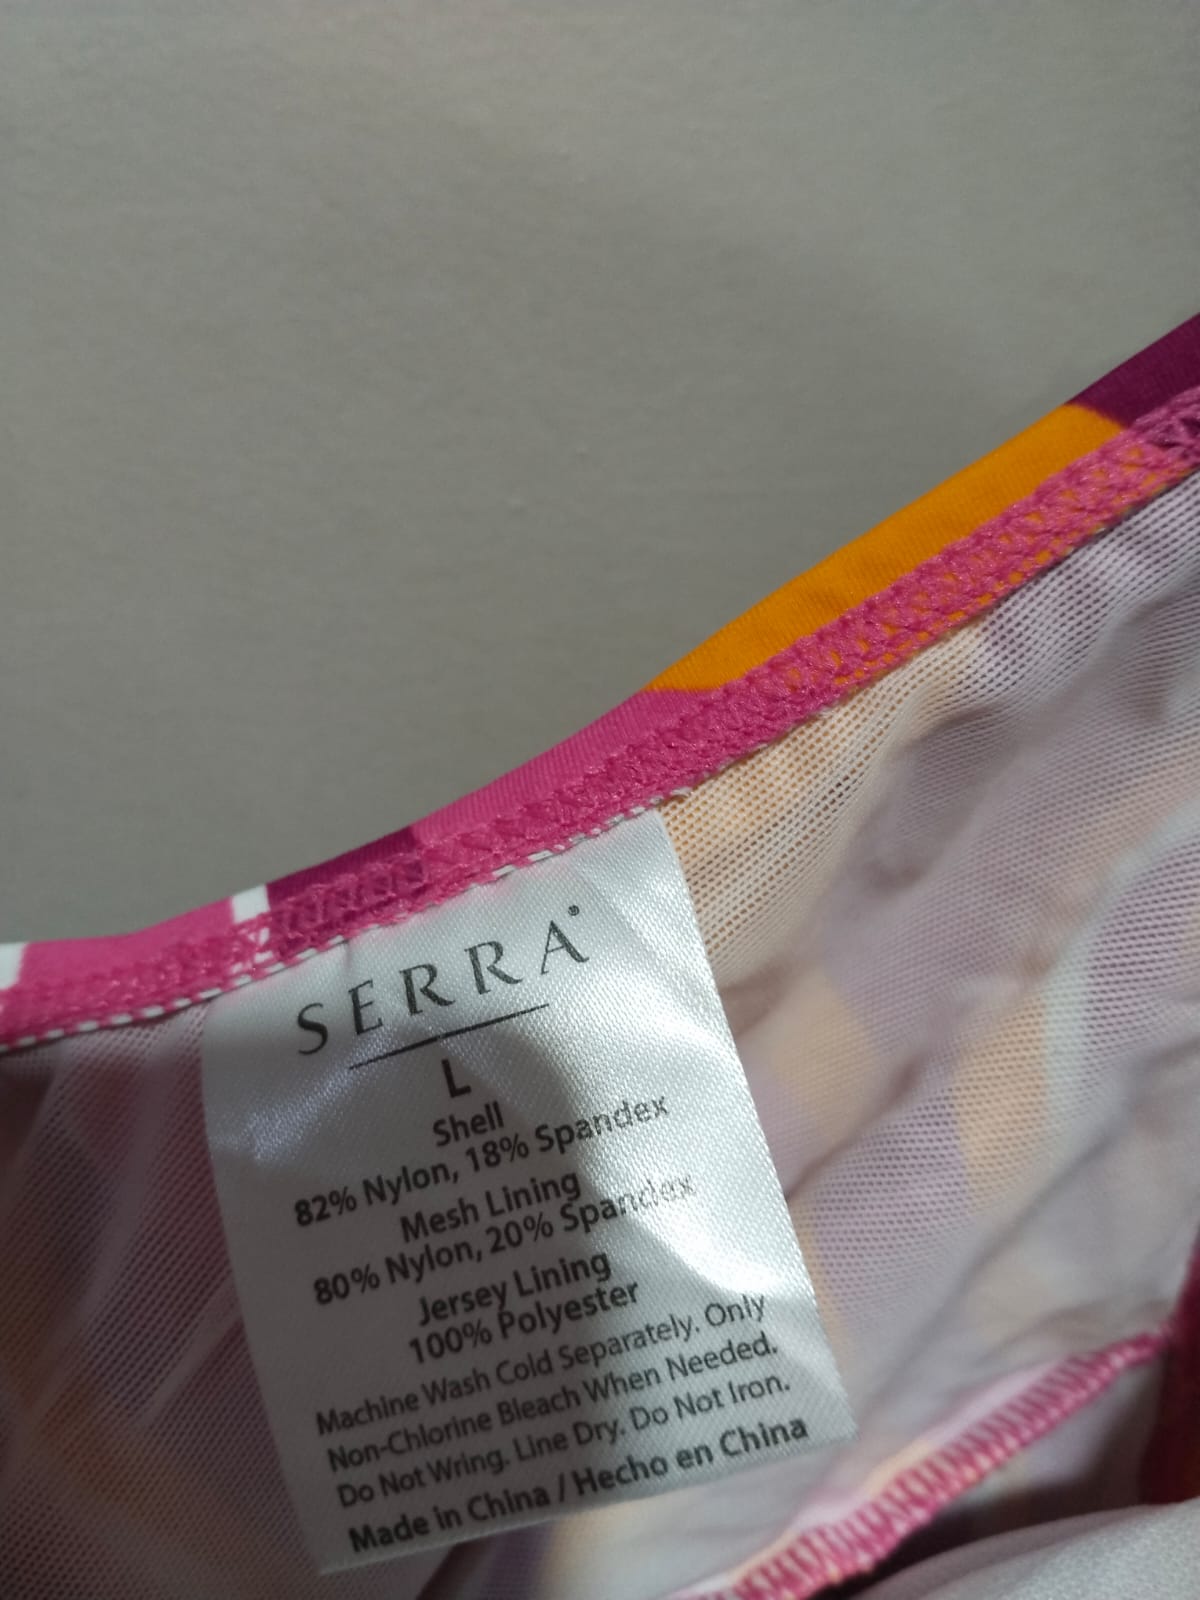 SERRA®
L
Shell
82% Nylon, 18% Spandex
Mesh Lining
80% Nylon, 20% Spandex
Jersey Lining
100% Polyester
Machine Wash Cold Separately. Only
Non-Chlorine Bleach When Needed.
Do Not Wring. Line Dry. Do Not Iron.
Made in China / Hecho en China